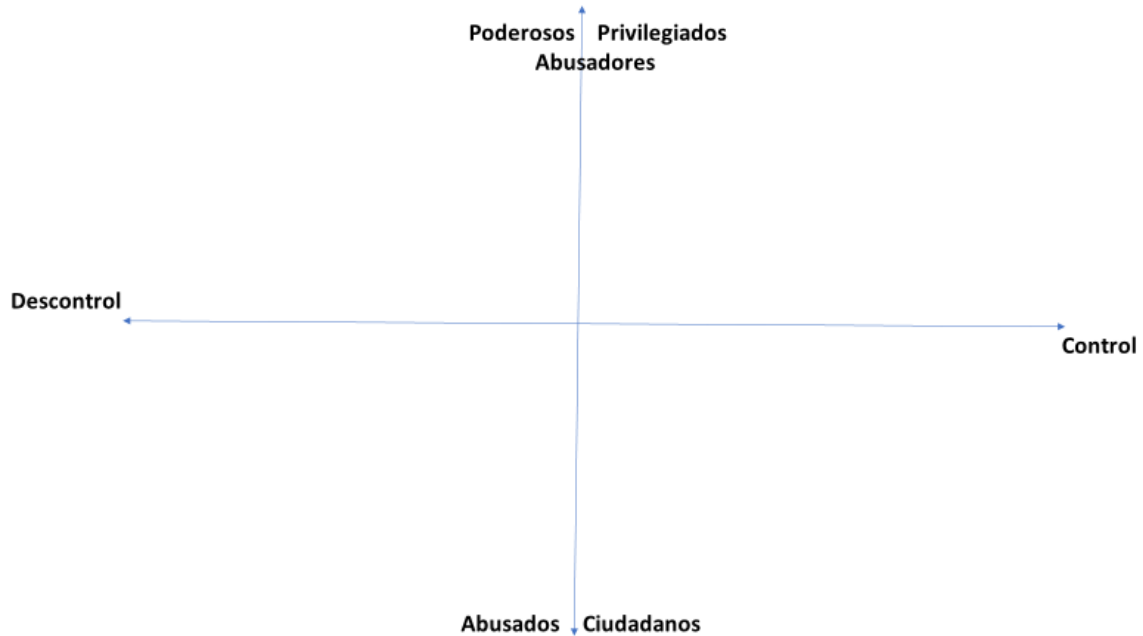 Poderosos Privilegiados
Abusadores
Descontrol
Control
Abusados Ciudadanos